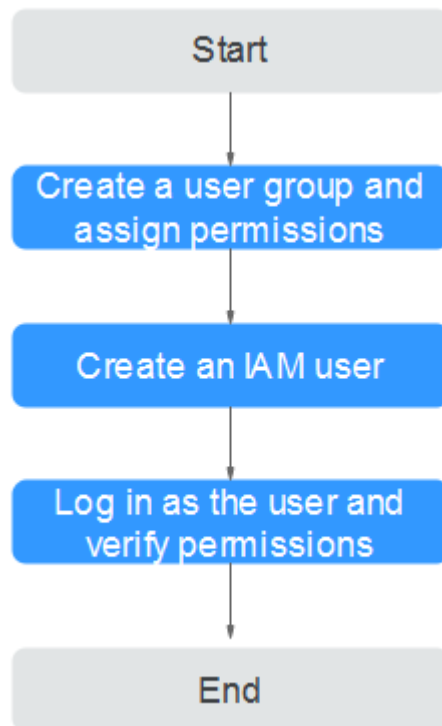 Start
Create a user group and
assign permissions
Create an IAM user
Log in as the user and
verify permissions
End